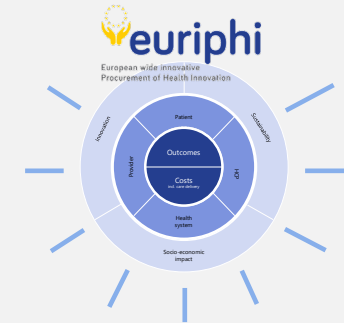 euriphi
European wide innovative
Procurement of Health Innovation
Innovation
Sustainability
Patient
Provider
HCP
Outcomes
Costs
incl. care delivery
Health
system
Socio-economic
impact